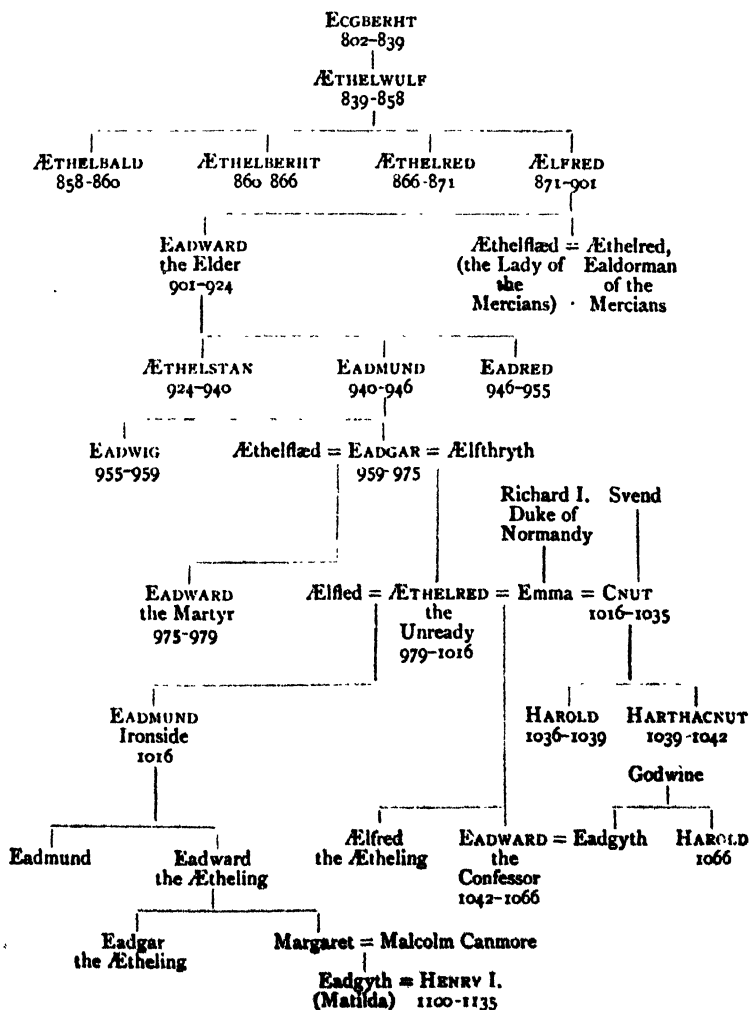 ECGBERHT
802-839
ÆTHELWULF
839-858
ÆTHELBALD ÆTHELBERHT ÆTHELRED ÆLFRED
858-860 860 866 866-871 871-901
EADWARD Æthelflæd = Æthelred,
the Elder (the Lady of Ealdorman
901-924 the of the
Mercians) Mercians
ÆTHELSTAN EADMUND EADRED
924-940 940-946 946-955
EADWIG Æthelflæd = EADGAR = Ælfthryth
955-959 959-975
Richard I. Svend
Duke of
Normandy
EADWARD Ælfled = ÆTHELRED = Emma = CNUT
the Martyr the 1016-1035
975-979 Unready
979-1016
EADMUND HAROLD HARTHACNUT
Ironside 1036-1039 1039-1042
1016
Godwine
Eadmund Eadward Ælfred EADWARD = Eadgyth HAROLD
the Ætheling the Ætheling the 1066
Confessor
1042-1066
Eadgar Margaret = Malcolm Canmore
the Ætheling
Eadgyth = HENRY I.
(Matilda) 1100-1135